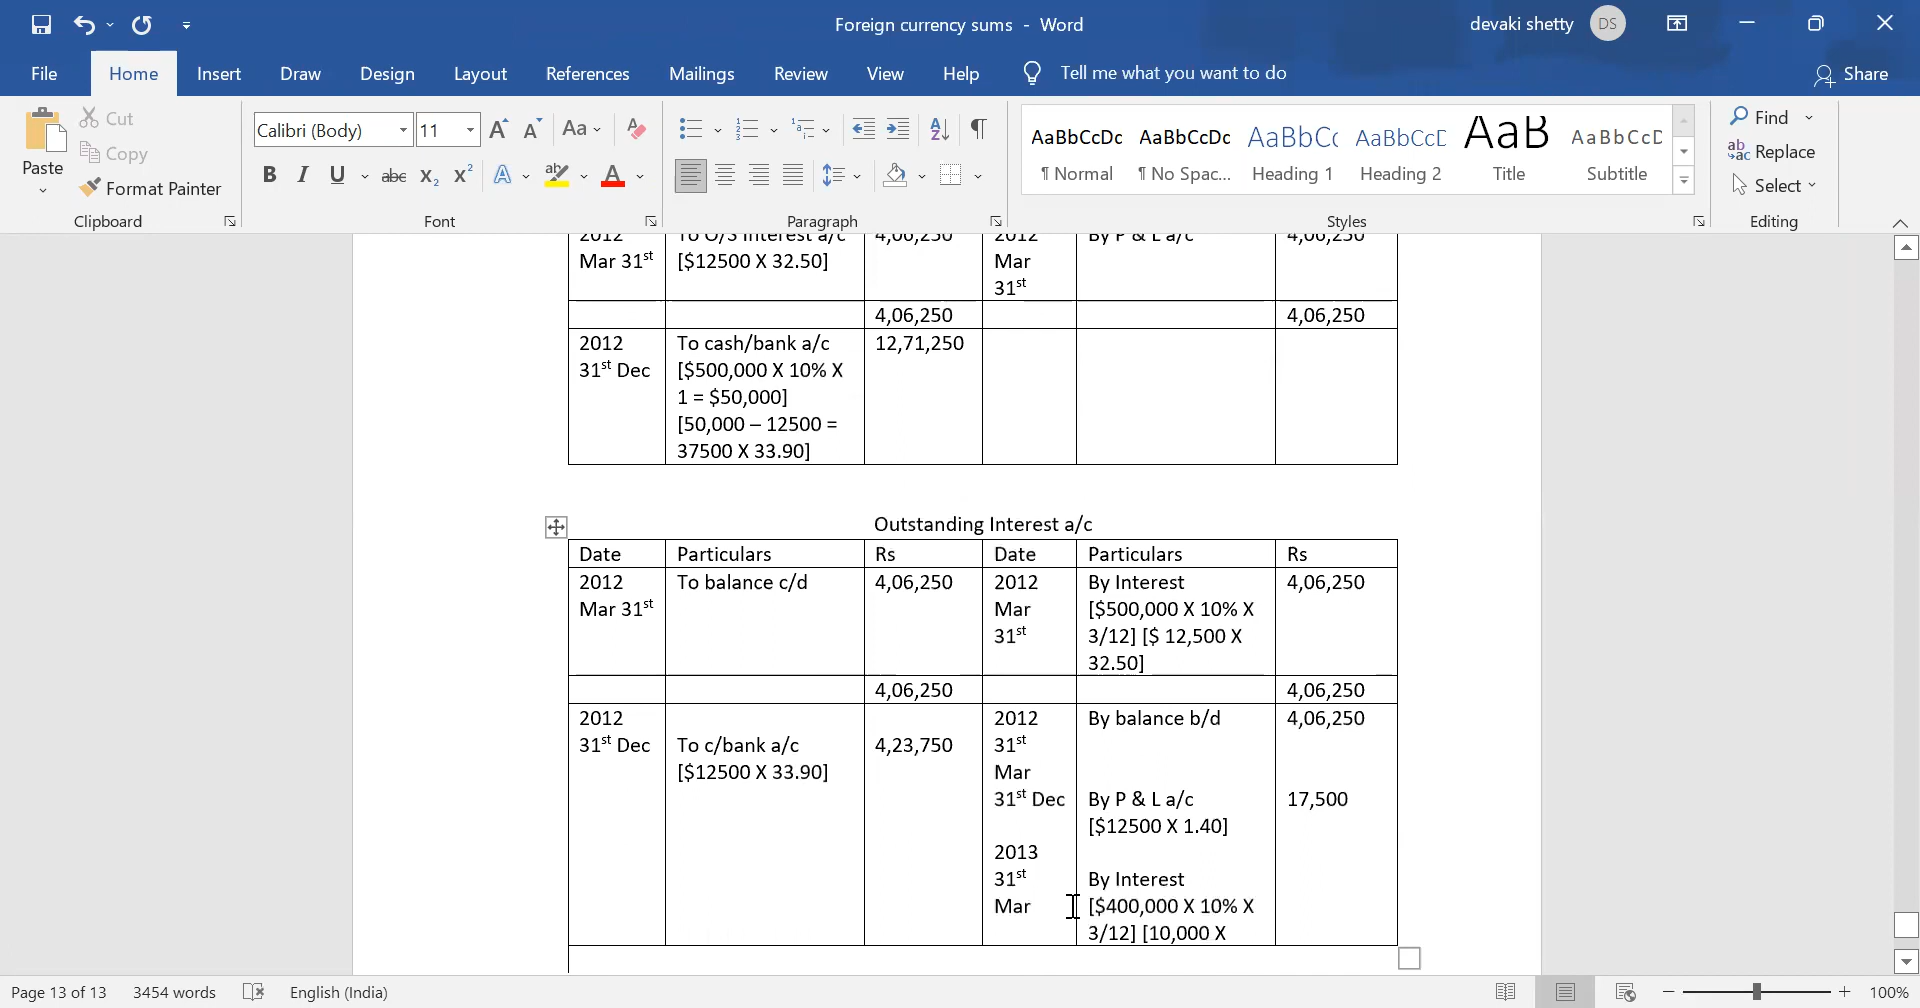 Foreign currency sums - Word
devaki shetty DS
File Home Insert Draw Design Layout References Mailings Review View Help Tell me what you want to do Share
Paste
Cut
Copy
Format Painter
Clipboard
Calibri (Body) 11
Font
Paragraph
AaBbCcDc AaBbCcDc AaBbCc AaBbCcD AaB AaBbCcD
¶ Normal ¶ No Spac... Heading 1 Heading 2 Title Subtitle
Styles
Find
Replace
Select
Editing
2012 To O/S Interest a/c 4,06,250 2012 By P & L a/c 4,06,250
Mar 31st [$12500 X 32.50] Mar
31st
4,06,250 4,06,250
2012 To cash/bank a/c 12,71,250
31st Dec [$500,000 X 10% X
1 = $50,000]
[50,000 – 12500 =
37500 X 33.90]
Outstanding Interest a/c
Date Particulars Rs Date Particulars Rs
2012 To balance c/d 4,06,250 2012 By Interest 4,06,250
Mar 31st Mar [$500,000 X 10% X
31st 3/12] [$ 12,500 X
32.50]
4,06,250 4,06,250
2012 2012 By balance b/d 4,06,250
31st Dec To c/bank a/c 4,23,750 31st
[$12500 X 33.90] Mar
31st Dec By P & L a/c 17,500
[$12500 X 1.40]
2013
31st By Interest
Mar [$400,000 X 10% X
3/12] [10,000 X
Page 13 of 13 3454 words English (India) 100%